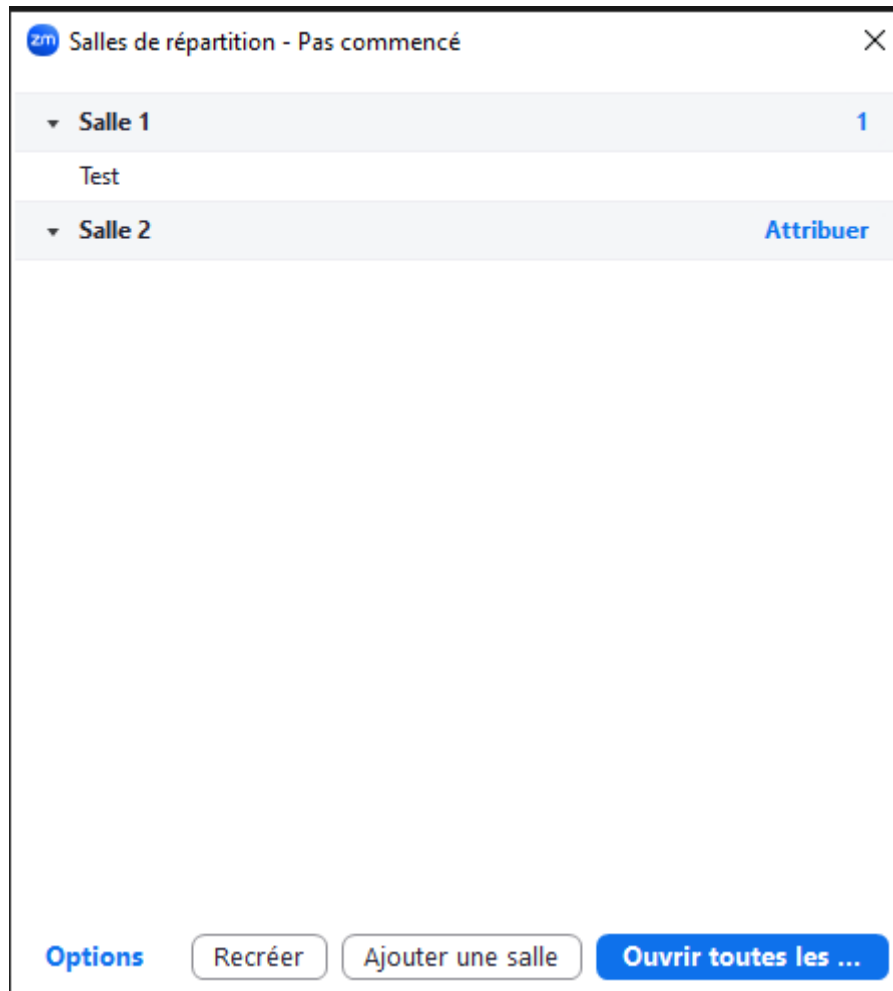 zm Salles de répartition - Pas commencé
Salle 1 1
Test
Salle 2 Attribuer
Options Recréer Ajouter une salle Ouvrir toutes les ...